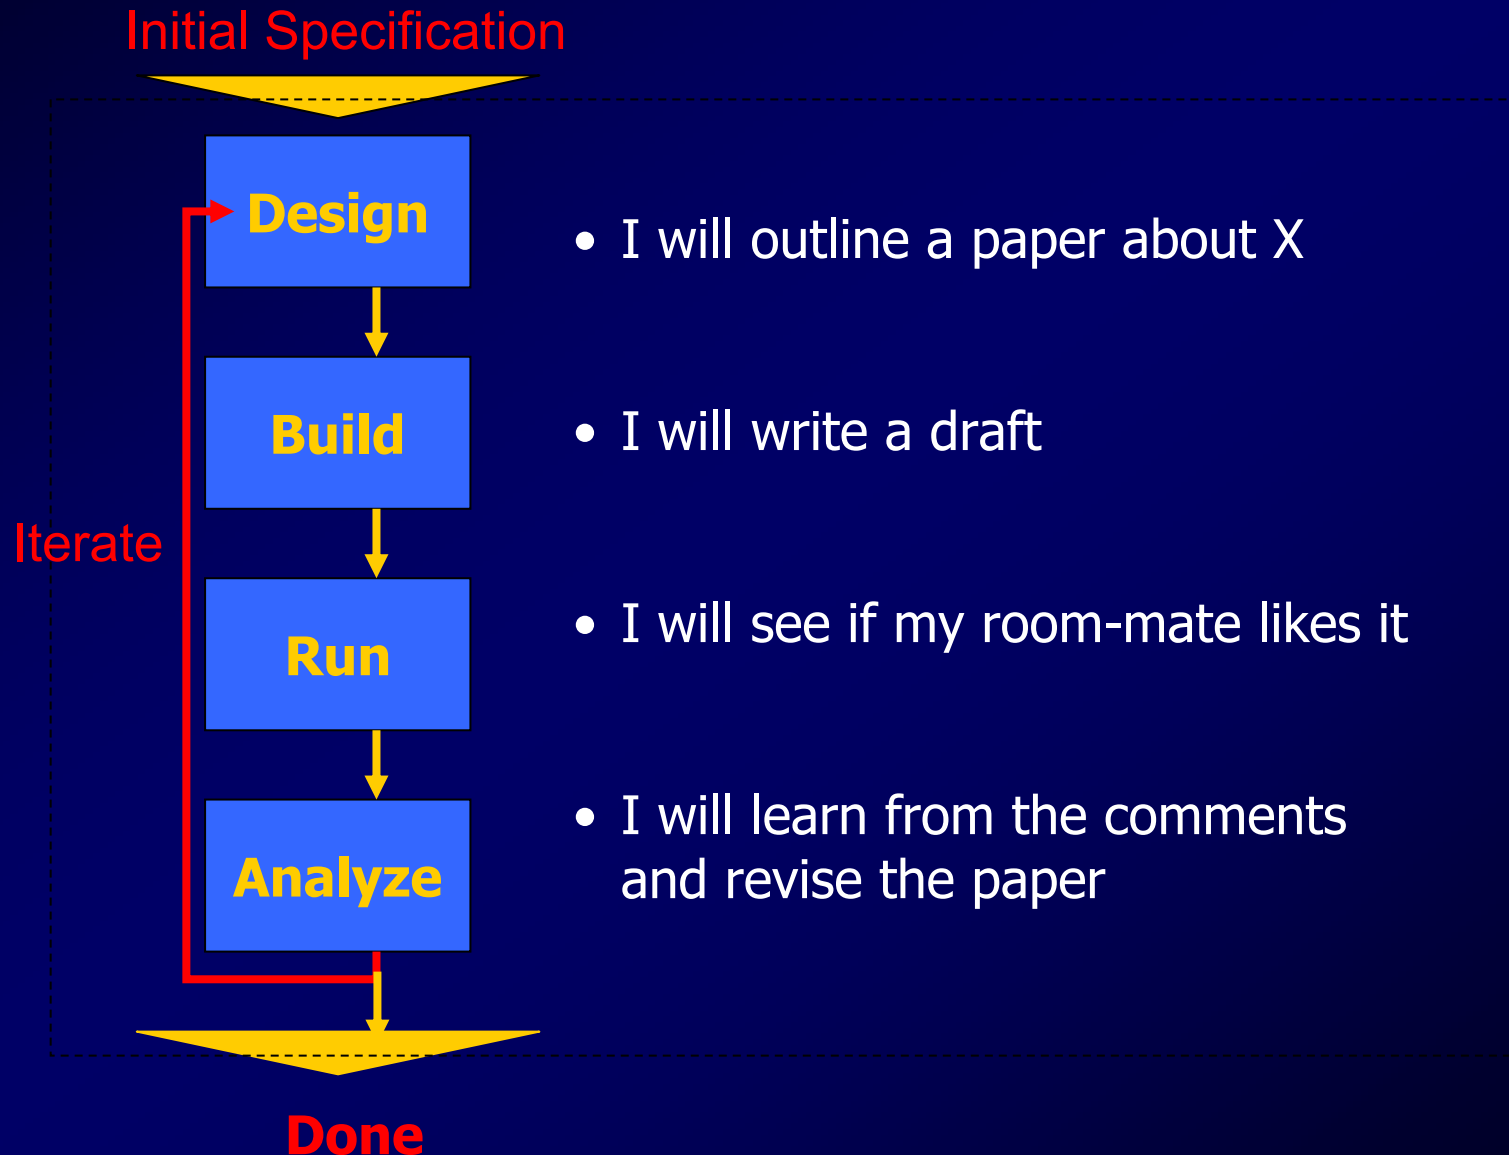 Initial Specification
Design
• I will outline a paper about X
Build
• I will write a draft
Iterate
Run
• I will see if my room-mate likes it
Analyze
• I will learn from the comments
and revise the paper
Done